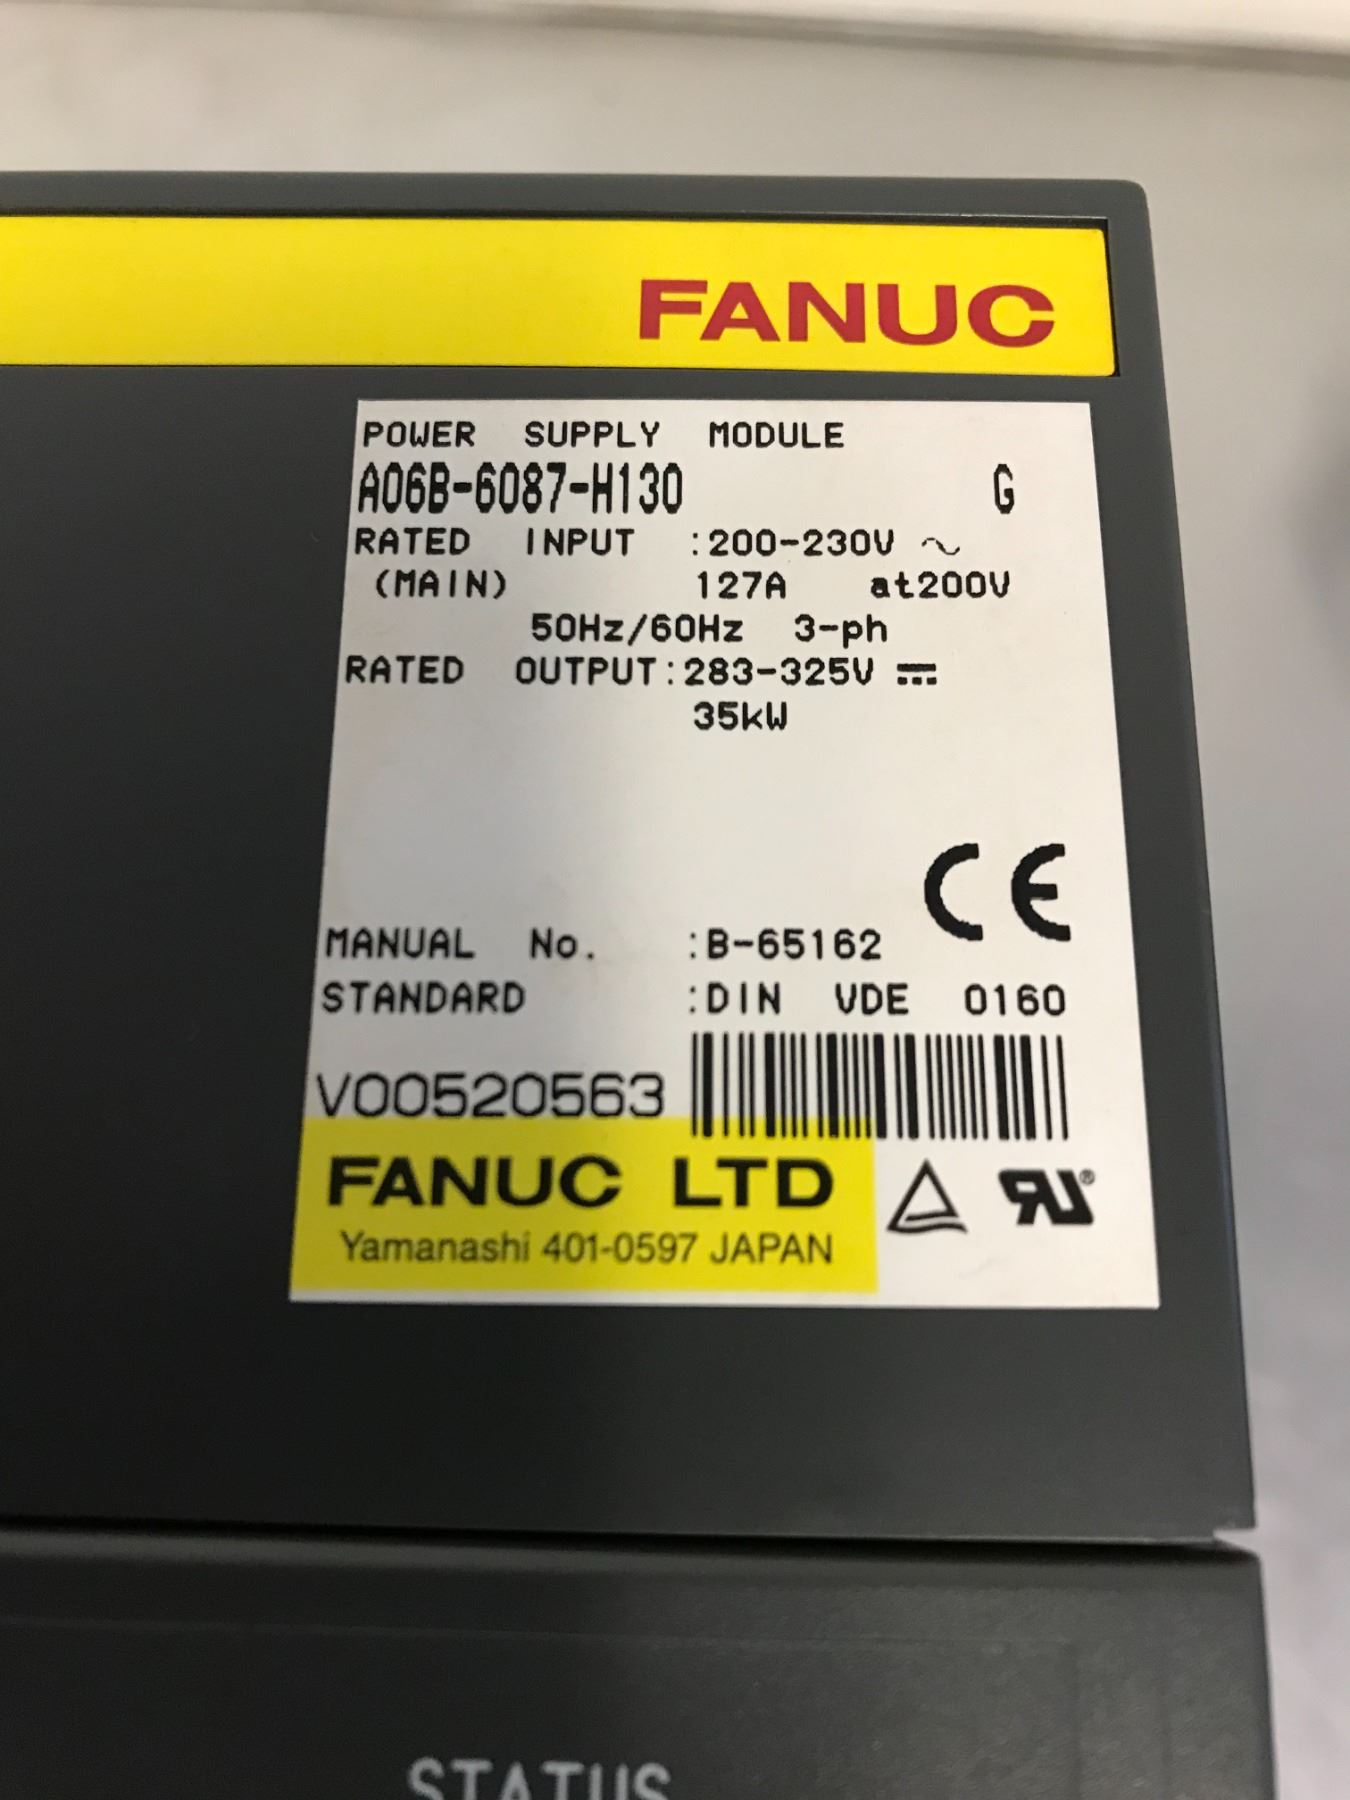 FANUC
POWER SUPPLY MODULE
A06B-6087-H130 G
RATED INPUT :200-230V ～
(MAIN) 127A at200V
50Hz/60Hz 3-ph
RATED OUTPUT:283-325V ⎓
35kW
CE
MANUAL No. :B-65162
STANDARD :DIN VDE 0160
V00520563
FANUC LTD
Yamanashi 401-0597 JAPAN
RU®
STATUS